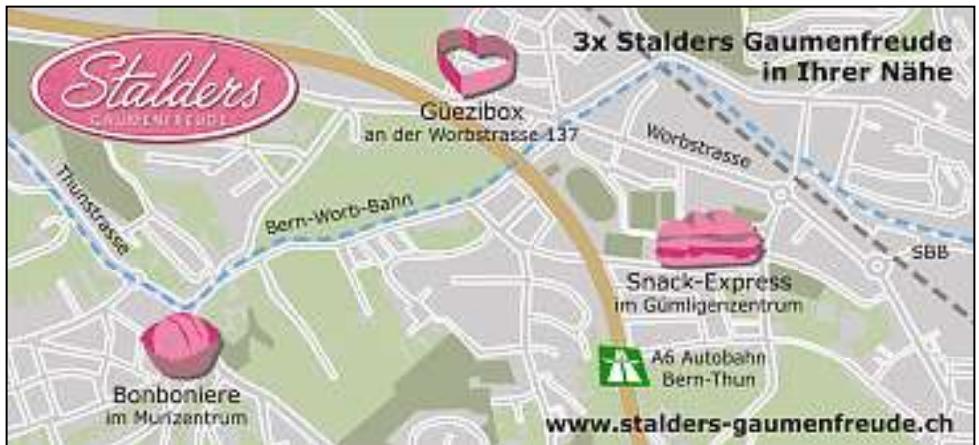 Stalders
GAUMENFREUDE
3x Stalders Gaumenfreude
in Ihrer Nähe
Güezibox
an der Worbstrasse 137
Worbstrasse
Thunstrasse
Bern-Worb-Bahn
SBB
Snack-Express
im Gümligenzentrum
A6 Autobahn
Bern-Thun
Bonboniere
im Murizentrum
www.stalders-gaumenfreude.ch